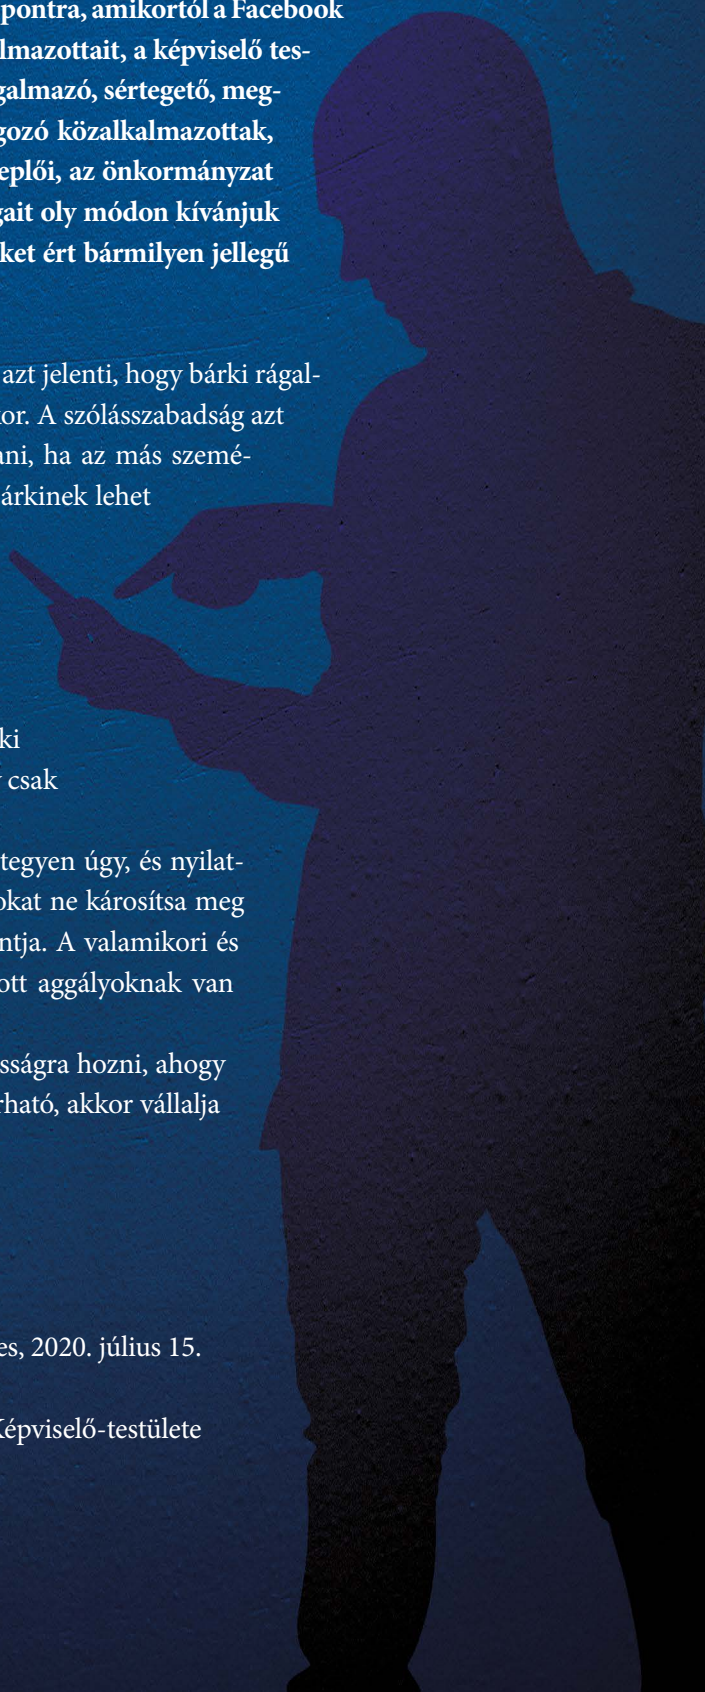 pontra, amikortól a Facebook
lmazottait, a képviselő tes-
galmazó, sértegető, meg-
gozó közalkalmazottak,
eplői, az önkormányzat
gait oly módon kívánjuk
ket ért bármilyen jellegű
azt jelenti, hogy bárki rágal-
or. A szólásszabadság azt
ani, ha az más szemé-
árkinek lehet
ki
csak
tegyen úgy, és nyilat-
okat ne károsítsa meg
ntja. A valamikori és
ott aggályoknak van
sságra hozni, ahogy
rható, akkor vállalja
es, 2020. július 15.
Képviselő-testülete